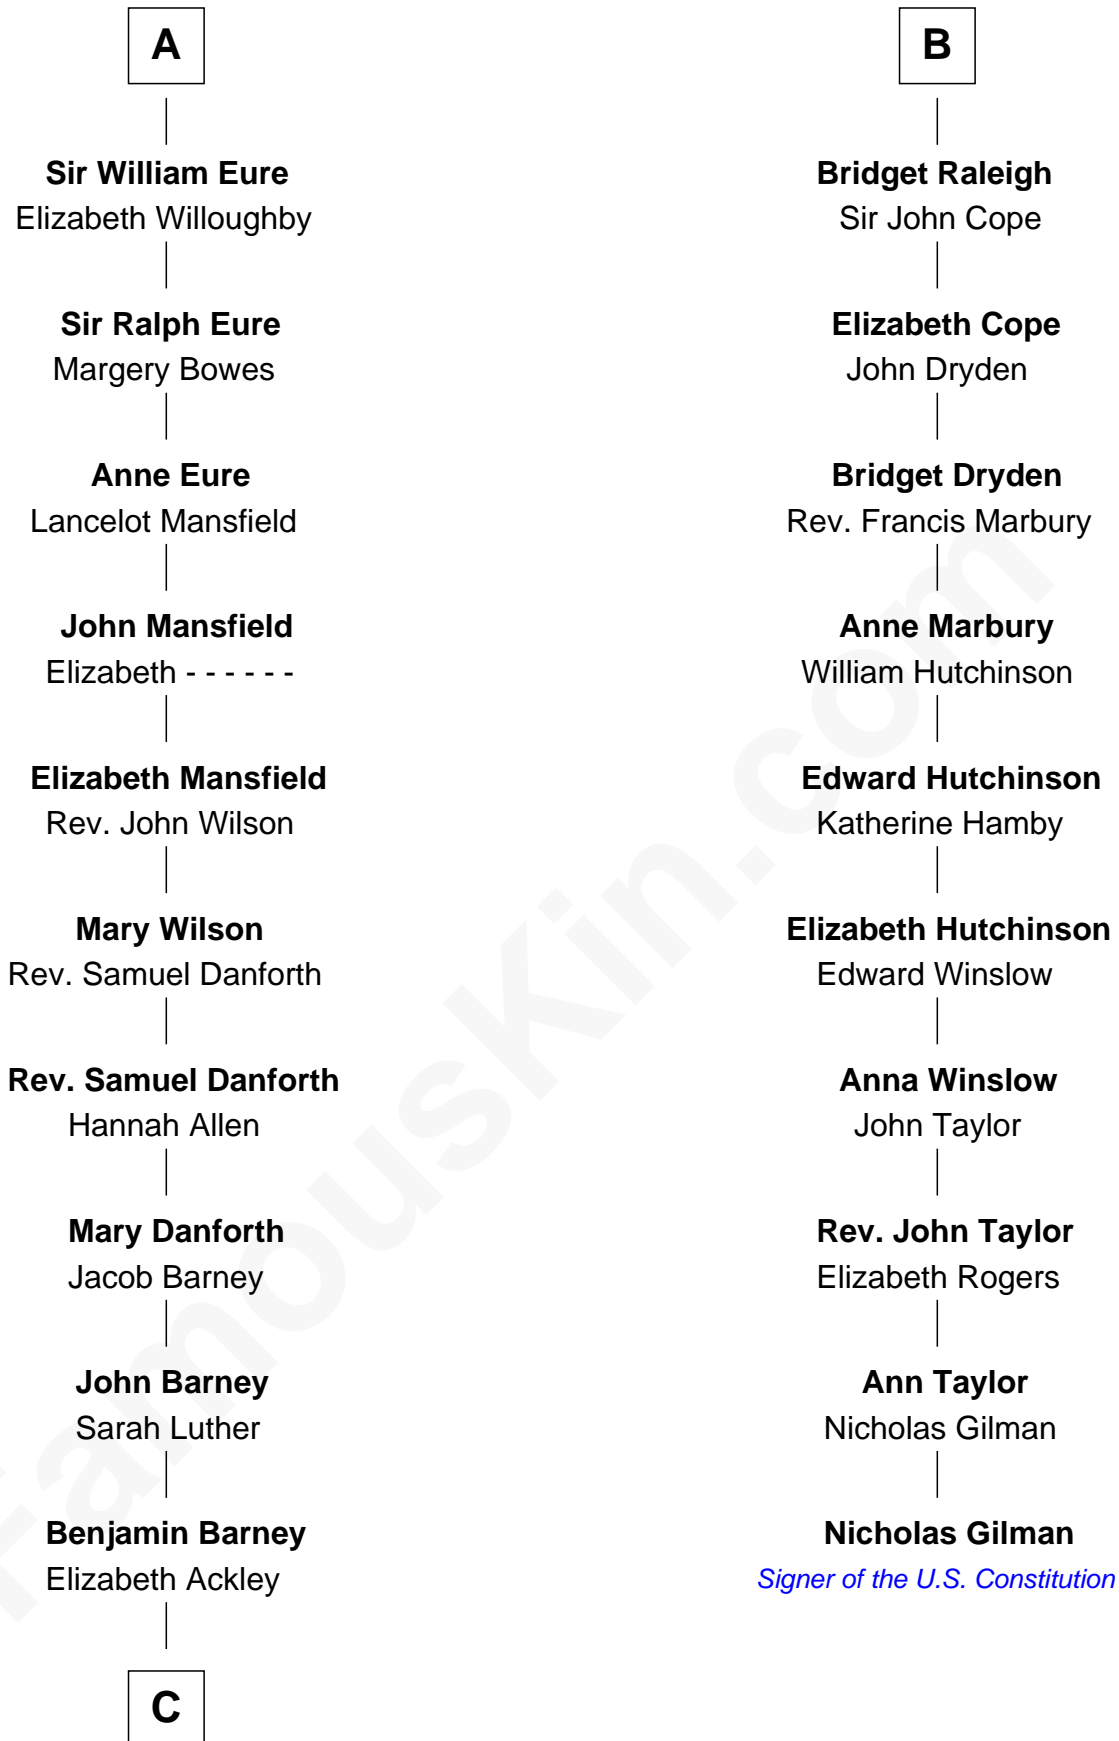 A
Sir William Eure
Elizabeth Willoughby
Sir Ralph Eure
Margery Bowes
Anne Eure
Lancelot Mansfield
John Mansfield
Elizabeth - - - - - -
Elizabeth Mansfield
Rev. John Wilson
Mary Wilson
Rev. Samuel Danforth
Rev. Samuel Danforth
Hannah Allen
Mary Danforth
Jacob Barney
John Barney
Sarah Luther
Benjamin Barney
Elizabeth Ackley
C
B
Bridget Raleigh
Sir John Cope
Elizabeth Cope
John Dryden
Bridget Dryden
Rev. Francis Marbury
Anne Marbury
William Hutchinson
Edward Hutchinson
Katherine Hamby
Elizabeth Hutchinson
Edward Winslow
Anna Winslow
John Taylor
Rev. John Taylor
Elizabeth Rogers
Ann Taylor
Nicholas Gilman
Nicholas Gilman
Signer of the U.S. Constitution
FamousKin.com